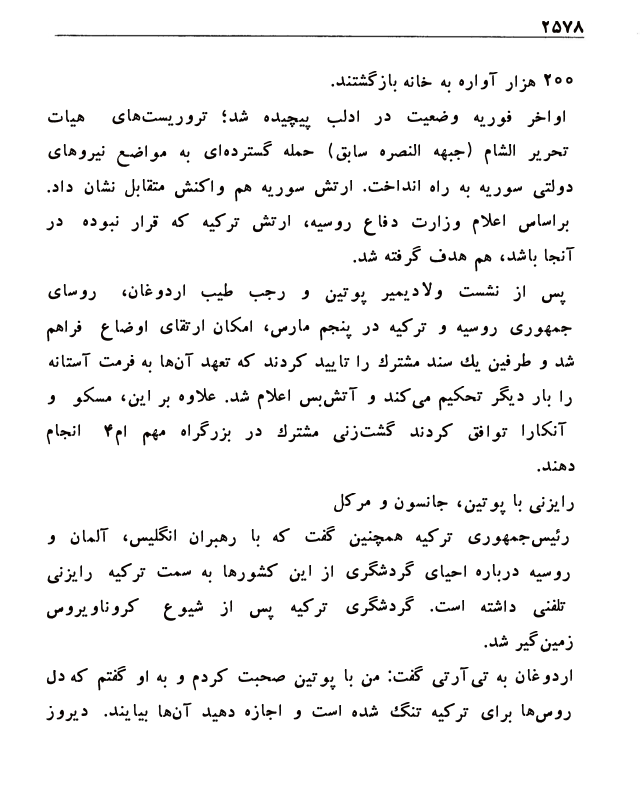 ۲۵۷۸
۲۰۰ هزار آواره به خانه بازگشتند.
اواخر فوریه وضعیت در ادلب پیچیده شد؛ تروریست‌های هیات
تحریر الشام (جبهه النصره سابق) حمله گسترده‌ای به مواضع نیروهای
دولتی سوریه به راه انداخت. ارتش سوریه هم واکنش متقابل نشان داد.
براساس اعلام وزارت دفاع روسیه، ارتش ترکیه که قرار نبوده در
آنجا باشد، هم هدف گرفته شد.
پس از نشست ولادیمیر پوتین و رجب طیب اردوغان، روسای
جمهوری روسیه و ترکیه در پنجم مارس، امکان ارتقای اوضاع فراهم
شد و طرفین یك سند مشترك را تایید کردند که تعهد آن‌ها به فرمت آستانه
را بار دیگر تحکیم می‌کند و آتش‌بس اعلام شد. علاوه بر این، مسکو و
آنکارا توافق کردند گشت‌زنی مشترك در بزرگراه مهم ام۴ انجام
دهند.
رایزنی با پوتین، جانسون و مرکل
رئیس‌جمهوری ترکیه همچنین گفت که با رهبران انگلیس، آلمان و
روسیه درباره احیای گردشگری از این کشورها به سمت ترکیه رایزنی
تلفنی داشته است. گردشگری ترکیه پس از شیوع کروناویروس
زمین‌گیر شد.
اردوغان به تی‌آرتی گفت: من با پوتین صحبت کردم و به او گفتم که دل
روس‌ها برای ترکیه تنگ شده است و اجازه دهید آن‌ها بیایند. دیروز